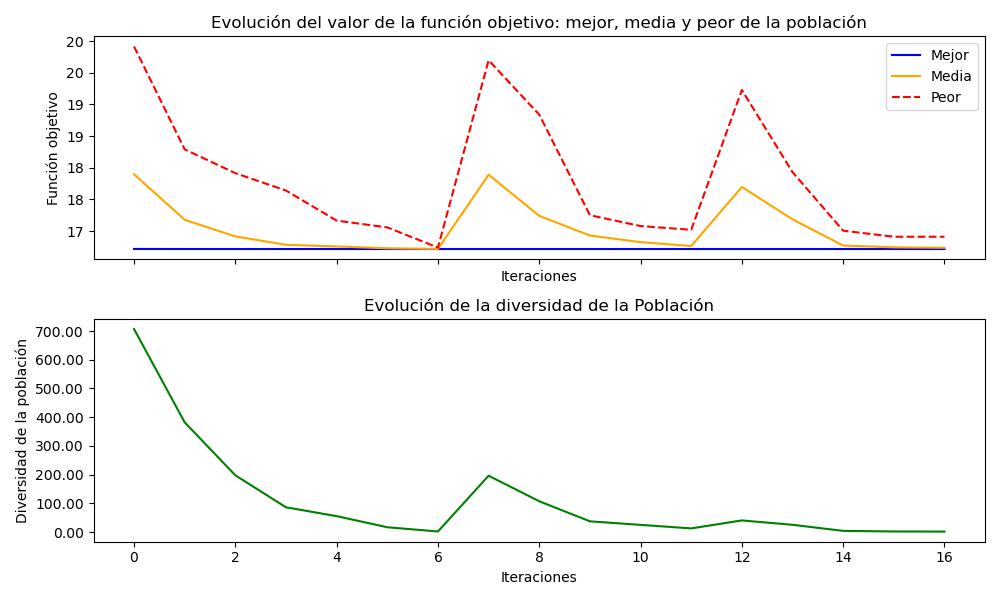 Evolución del valor de la función objetivo: mejor, media y peor de la población
Función objetivo
20
20
19
19
18
18
17
Mejor
Media
Peor
Iteraciones
Evolución de la diversidad de la Población
Diversidad de la población
700.00
600.00
500.00
400.00
300.00
200.00
100.00
0.00
0 2 4 6 8 10 12 14 16
Iteraciones